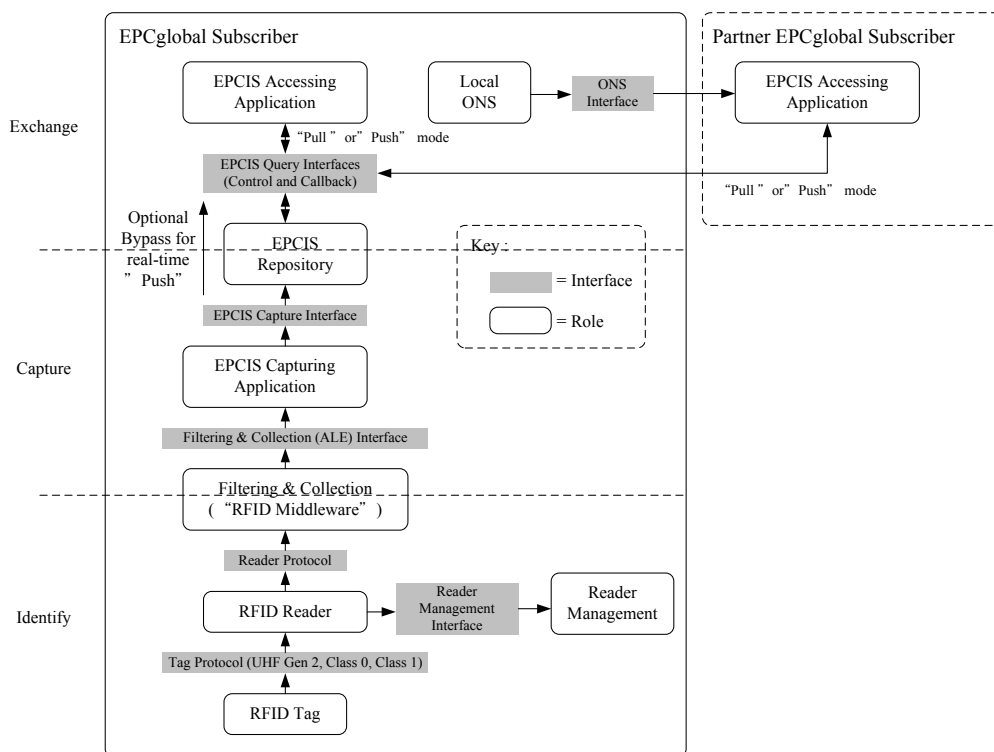 EPCglobal Subscriber
Partner EPCglobal Subscriber
EPCIS Accessing
Application
Local
ONS
ONS
Interface
EPCIS Accessing
Application
Exchange
“Pull ” or” Push” mode
EPCIS Query Interfaces
(Control and Callback)
“Pull ” or” Push” mode
Optional
Bypass for
real-time
” Push”
EPCIS
Repository
Key :
= Interface
= Role
EPCIS Capture Interface
Capture
EPCIS Capturing
Application
Filtering & Collection (ALE) Interface
Filtering & Collection
( “RFID Middleware” )
Reader Protocol
Identify
RFID Reader
Reader
Management
Interface
Reader
Management
Tag Protocol (UHF Gen 2, Class 0, Class 1)
RFID Tag